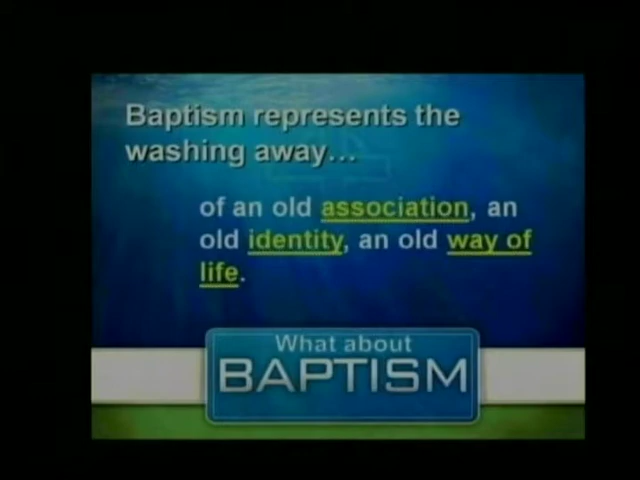 Baptism represents the
washing away...
of an old association, an
old identity, an old way of
life.
What about
BAPTISM